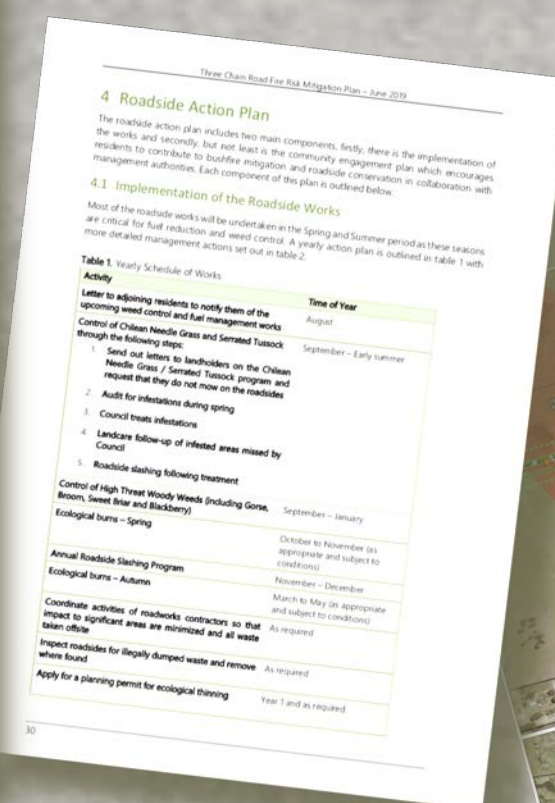 Three Chain Road Fire Risk Mitigation Plan – June 2019
4 Roadside Action Plan
The roadside action plan includes two main components, firstly, there is the implementation of
the works and secondly, but not least is the community engagement plan which encourages
residents to contribute to bushfire mitigation and roadside conservation in collaboration with
management authorities. Each component of this plan is outlined below.
4.1 Implementation of the Roadside Works
Most of the roadside works will be undertaken in the Spring and Summer period as these seasons
are critical for fuel reduction and weed control. A yearly action plan is outlined in table 1 with
more detailed management actions set out in table 2.
Table 1. Yearly Schedule of Works
Activity
Time of Year
Letter to adjoining residents to notify them of the
upcoming weed control and fuel management works
August
Control of Chilean Needle Grass and Serrated Tussock
through the following steps:
September – Early summer
1. Send out letters to landholders on the Chilean
Needle Grass / Serrated Tussock program and
request that they do not mow on the roadsides
2. Audit for infestations during spring
3. Council treats infestations
4. Landcare follow-up of infested areas missed by
Council
5. Roadside slashing following treatment
Control of High Threat Woody Weeds (including Gorse,
Broom, Sweet Briar and Blackberry)
September – January
Ecological burns – Spring
October to November (as
appropriate and subject to
conditions)
Annual Roadside Slashing Program
November – December
Ecological burns – Autumn
March to May (as appropriate
and subject to conditions)
Coordinate activities of roadworks contractors so that
impact to significant areas are minimized and all waste
taken offsite
As required
Inspect roadsides for illegally dumped waste and remove
where found
As required
Apply for a planning permit for ecological thinning
Year 1 and as required
30